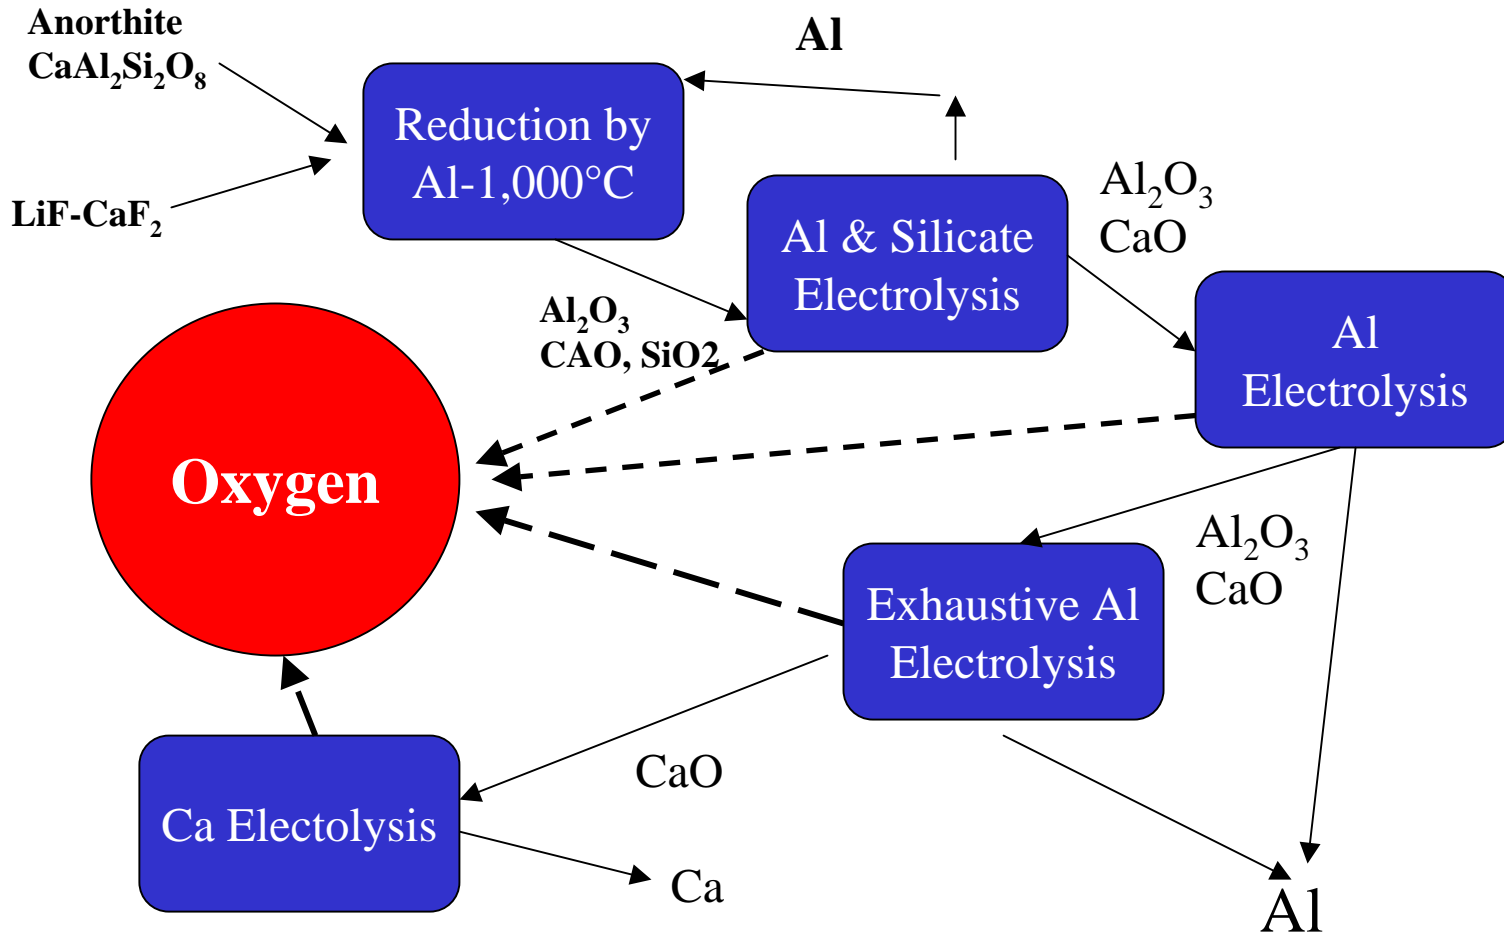 Anorthite
CaAl₂Si₂O₈
Al
Reduction by
Al-1,000°C
LiF-CaF₂
Al & Silicate
Electrolysis
Al₂O₃
CaO
Al₂O₃
CAO, SiO2
Al
Electrolysis
Oxygen
Al₂O₃
CaO
Exhaustive Al
Electrolysis
CaO
Ca Electolysis
Ca
Al